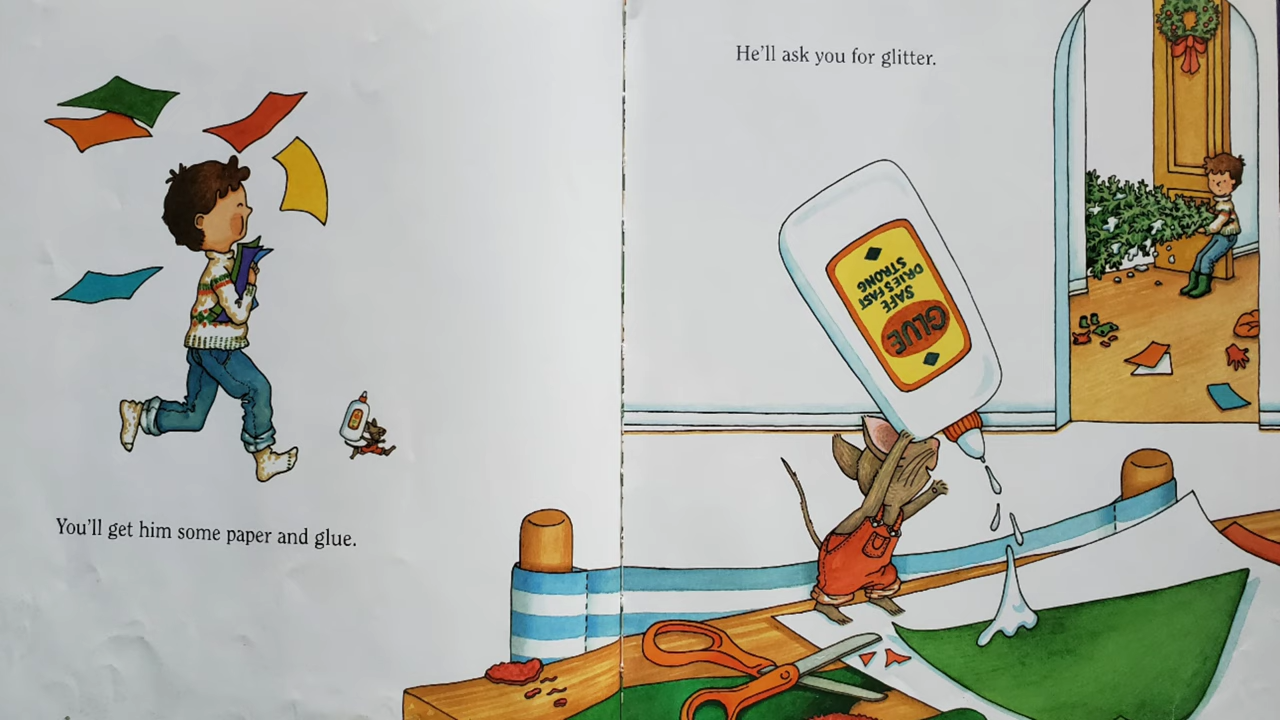 He'll ask you for glitter.
You'll get him some paper and glue.
GLUE
SAFE
DRIES FAST
STRONG